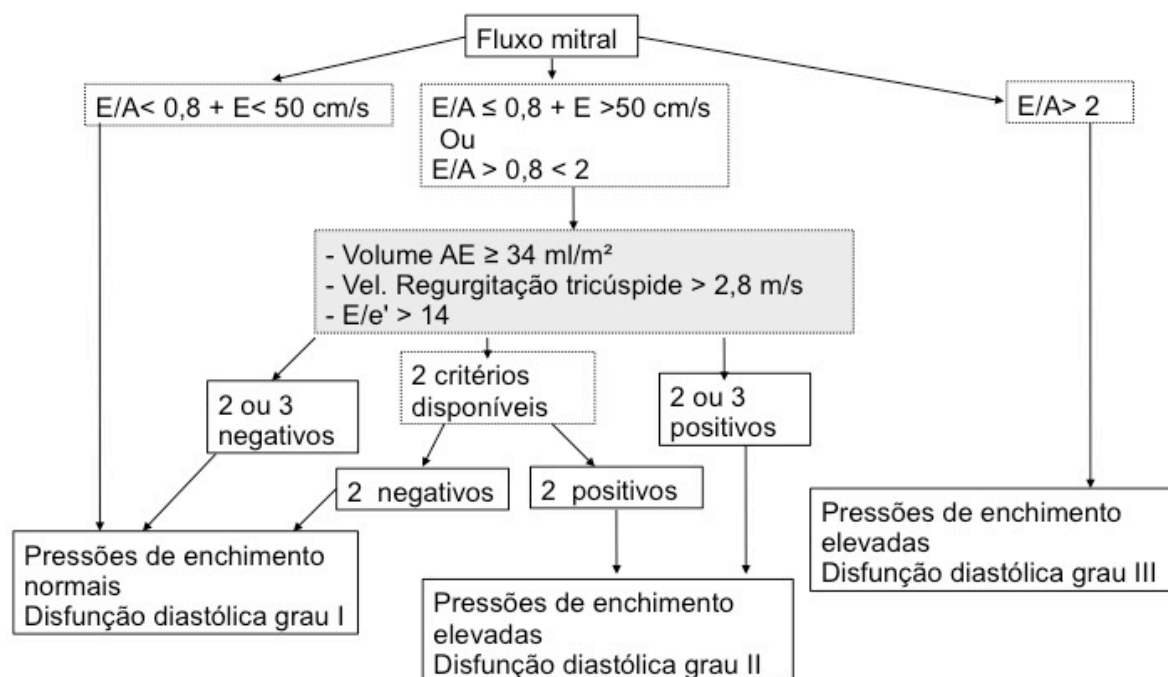 Fluxo mitral
E/A< 0,8 + E< 50 cm/s
E/A ≤ 0,8 + E >50 cm/s
Ou
E/A > 0,8 < 2
E/A> 2
- Volume AE ≥ 34 ml/m²
- Vel. Regurgitação tricúspide > 2,8 m/s
- E/e' > 14
2 ou 3
negativos
2 critérios
disponíveis
2 ou 3
positivos
2 negativos
2 positivos
Pressões de enchimento
normais
Disfunção diastólica grau I
Pressões de enchimento
elevadas
Disfunção diastólica grau II
Pressões de enchimento
elevadas
Disfunção diastólica grau III